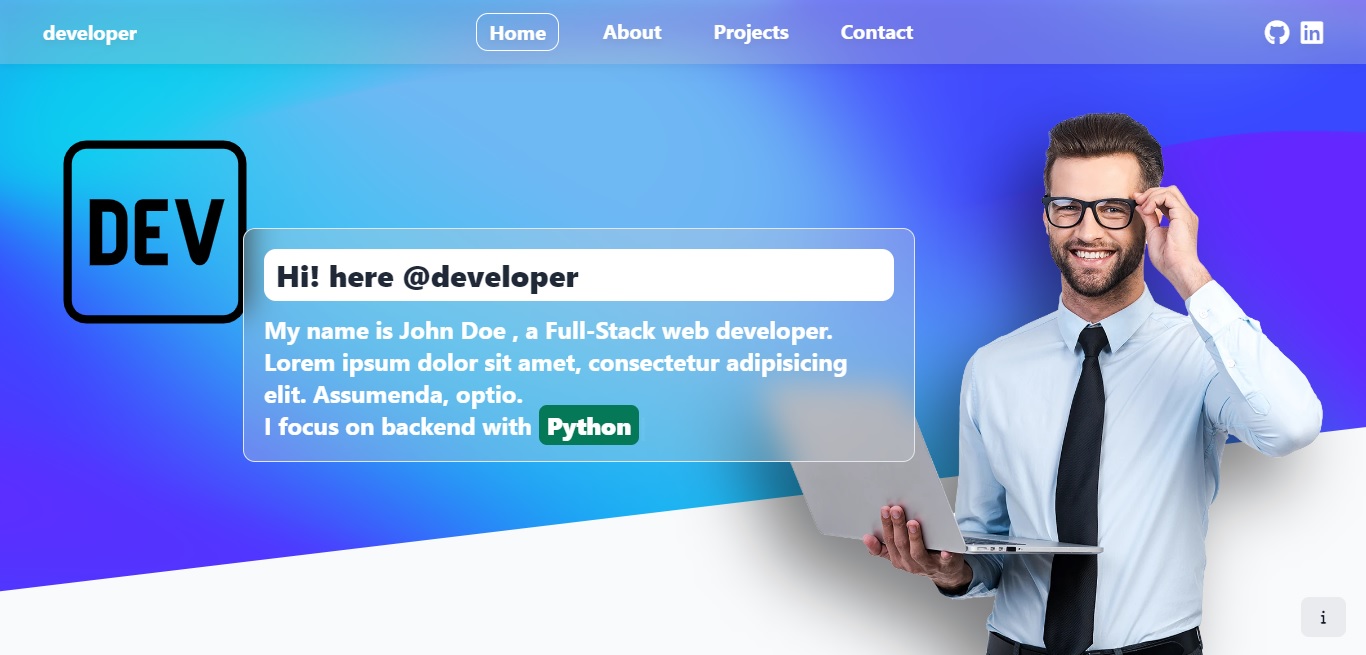 developer
Home
About
Projects
Contact
in
DEV
Hi! here @developer
My name is John Doe , a Full-Stack web developer.
Lorem ipsum dolor sit amet, consectetur adipisicing
elit. Assumenda, optio.
I focus on backend with Python
i